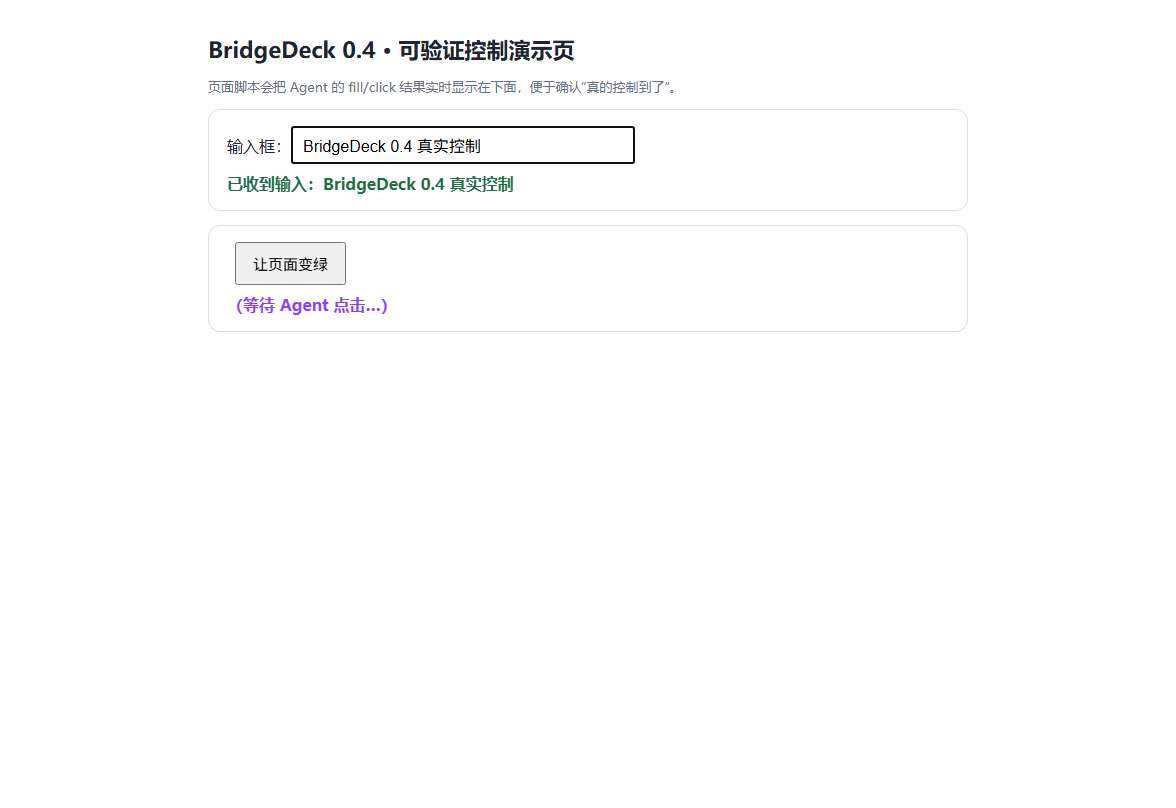 BridgeDeck 0.4 • 可验证控制演示页
页面脚本会把 Agent 的 fill/click 结果实时显示在下面，便于确认“真的控制到了”。
输入框： BridgeDeck 0.4 真实控制
已收到输入：BridgeDeck 0.4 真实控制
让页面变绿
(等待 Agent 点击…)